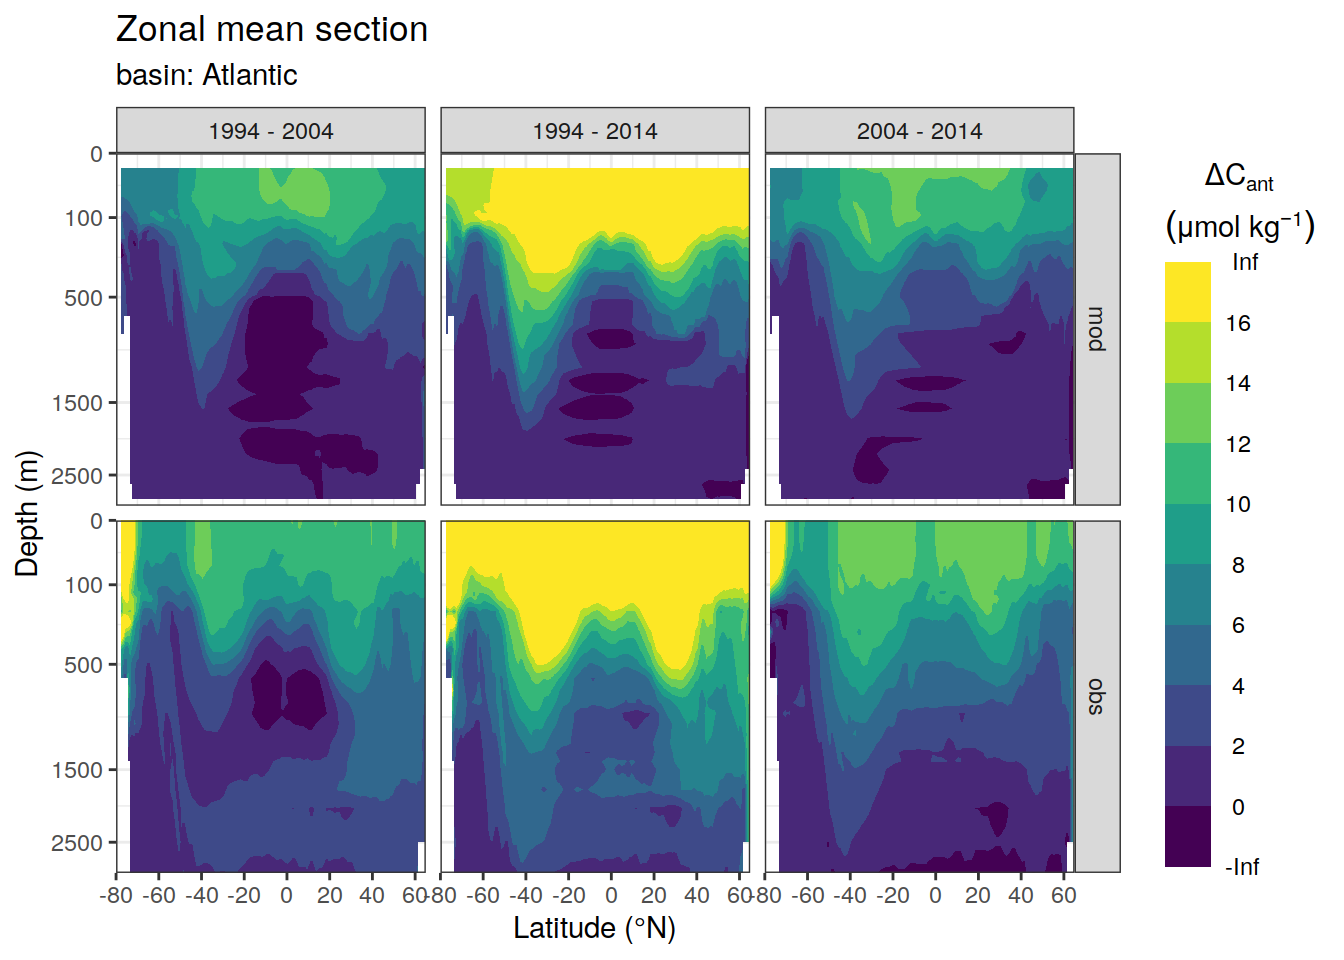 Zonal mean section
basin: Atlantic
1994 - 2004
1994 - 2014
2004 - 2014
0
100
500
1500
2500
mod
0
100
500
1500
2500
obs
Depth (m)
-80 -60 -40 -20 0 20 40 60
-80 -60 -40 -20 0 20 40 60
-80 -60 -40 -20 0 20 40 60
Latitude (°N)
ΔCant
(μmol kg⁻¹)
Inf
16
14
12
10
8
6
4
2
0
-Inf